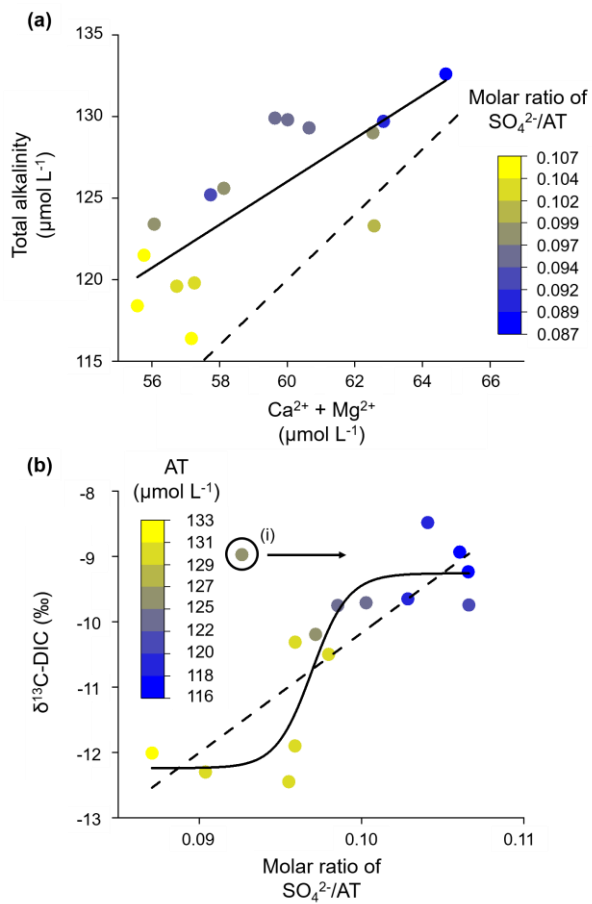 (a)
135
130
125
120
115
Total alkalinity
(µmol L⁻¹)
56
58
60
62
64
66
Ca²⁺ + Mg²⁺
(µmol L⁻¹)
Molar ratio of
SO₄²⁻/AT
0.107
0.104
0.102
0.099
0.097
0.094
0.092
0.089
0.087
(b)
AT
(µmol L⁻¹)
133
131
129
127
125
122
120
118
116
(i)
-8
-9
-10
-11
-12
-13
δ¹³C-DIC (‰)
0.09
0.10
0.11
Molar ratio of
SO₄²⁻/AT